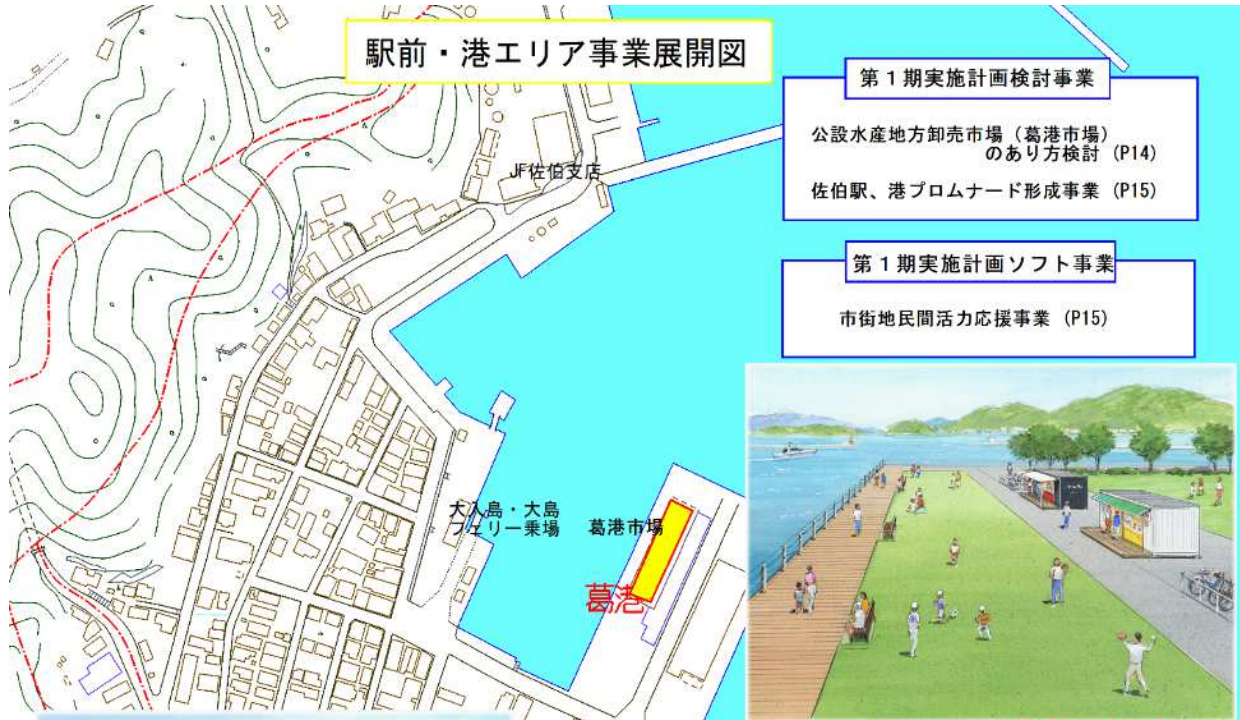 駅前・港エリア事業展開図
第1期実施計画検討事業
公設水産地方卸売市場（葛港市場）
のあり方検討 (P14)
佐伯駅、港プロムナード形成事業 (P15)
第1期実施計画ソフト事業
市街地民間活力応援事業 (P15)
JF佐伯支店
大入島・大島
フェリー乗場
葛港市場
葛港